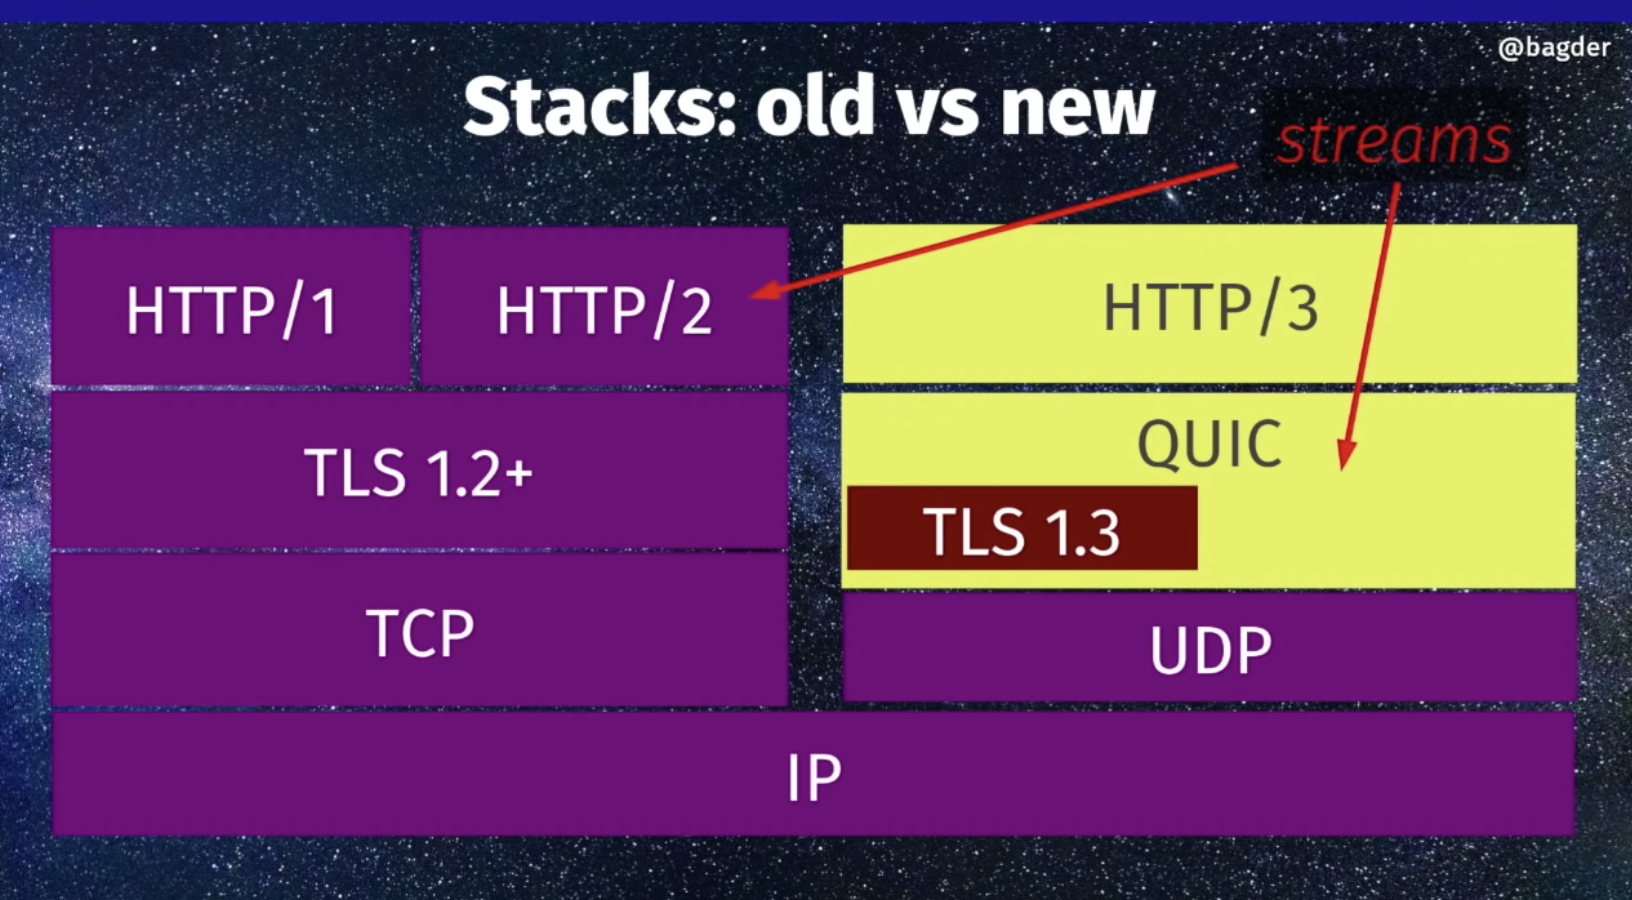 @bagder
Stacks: old vs new
streams
HTTP/1
HTTP/2
HTTP/3
TLS 1.2+
QUIC
TLS 1.3
TCP
UDP
IP